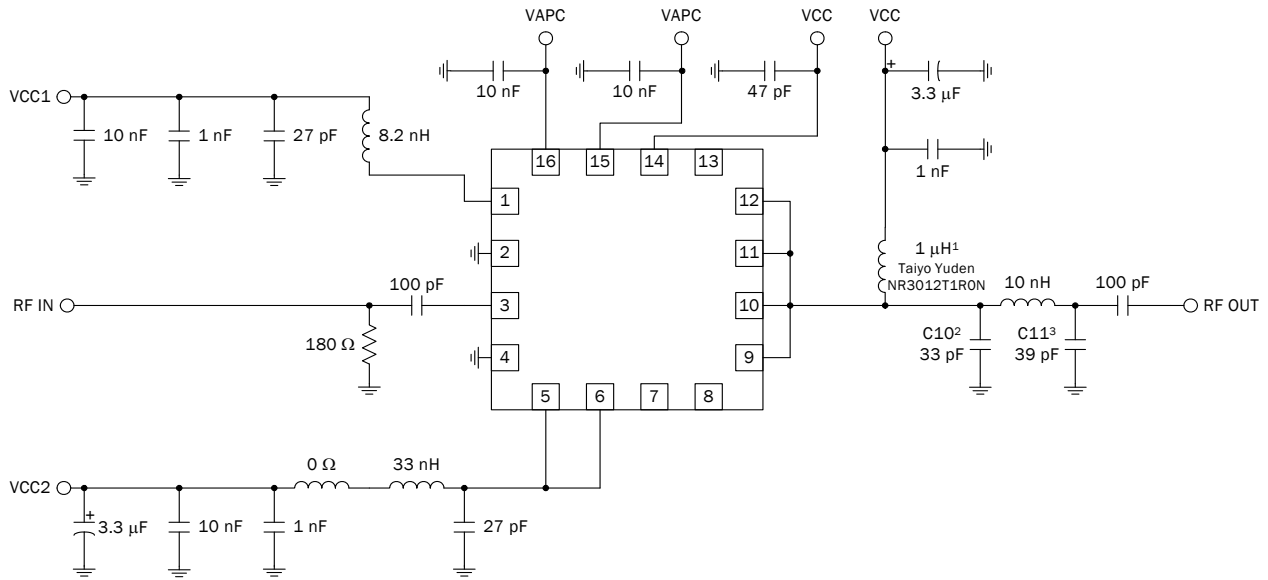 VAPC
VAPC
VCC
VCC
10 nF
10 nF
47 pF
+
3.3 µF
VCC1
10 nF
1 nF
27 pF
8.2 nH
1 nF
16
15
14
13
1
2
3
4
12
11
10
9
5
6
7
8
1 µH¹
Taiyo Yuden
NR3012T1R0N
RF IN
180 Ω
100 pF
10 nH
100 pF
RF OUT
C10²
33 pF
C11³
39 pF
VCC2
0 Ω
33 nH
+
3.3 µF
10 nF
1 nF
27 pF